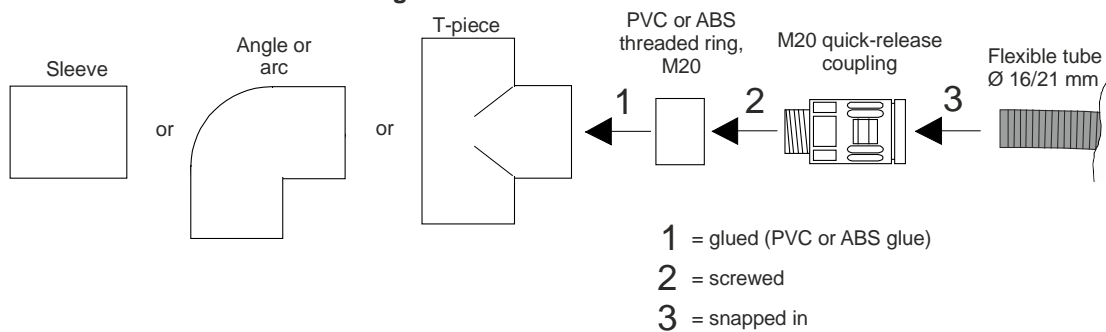 T-piece
PVC or ABS
threaded ring,
M20
M20 quick-release
coupling
Flexible tube
Ø 16/21 mm
Angle or
arc
Sleeve
or
or
1
2
3
1 = glued (PVC or ABS glue)
2 = screwed
3 = snapped in